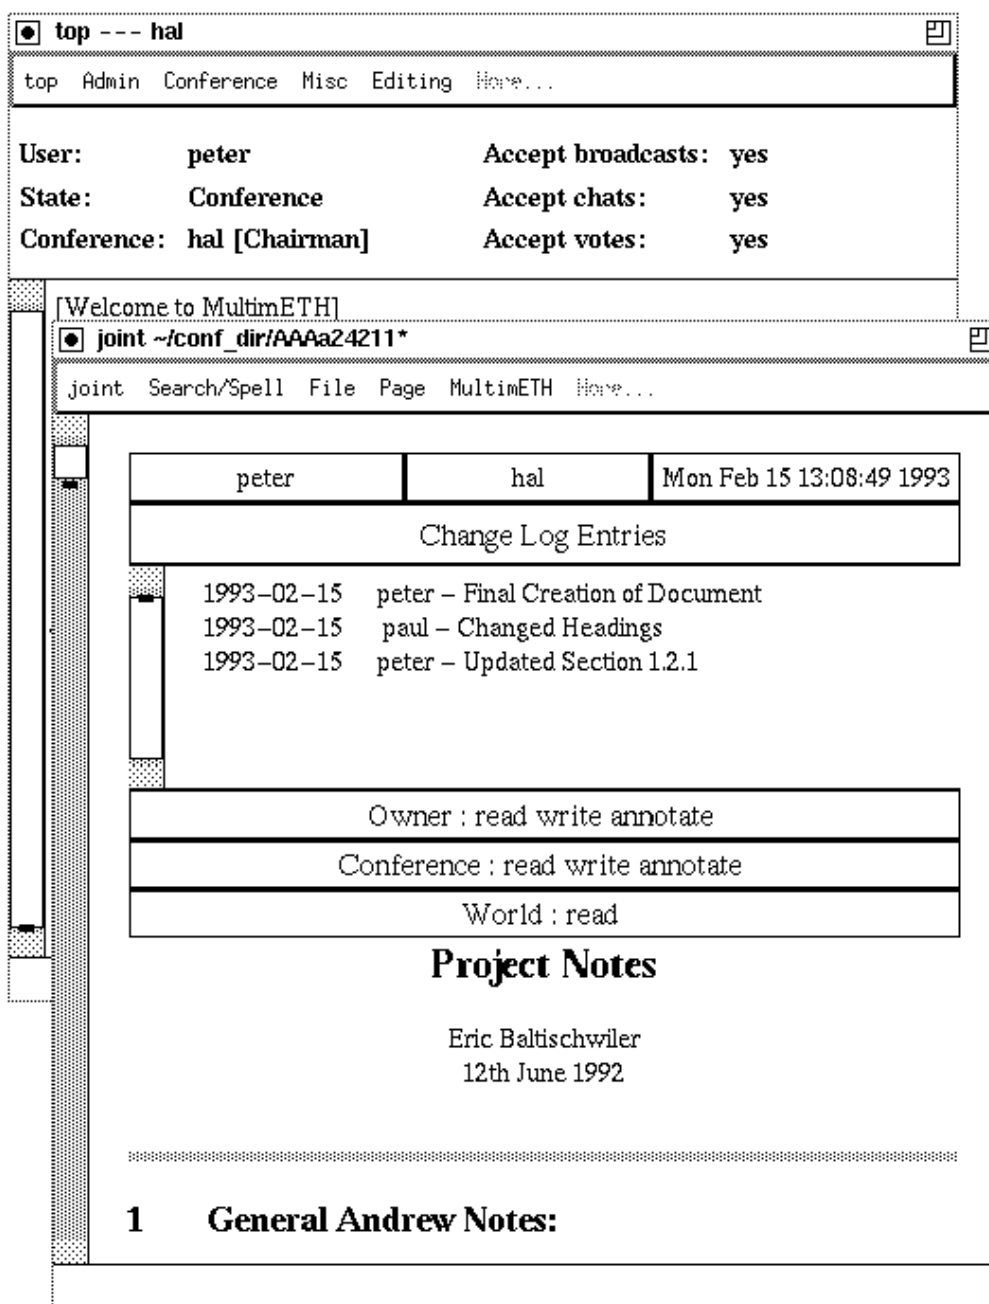 top --- hal
top Admin Conference Misc Editing More...
User: peter Accept broadcasts: yes
State: Conference Accept chats: yes
Conference: hal [Chairman] Accept votes: yes
[Welcome to MultimETH]
joint ~/conf_dir/AAAa24211*
joint Search/Spell File Page MultimETH More...
peter hal Mon Feb 15 13:08:49 1993
Change Log Entries
1993-02-15 peter – Final Creation of Document
1993-02-15 paul – Changed Headings
1993-02-15 peter – Updated Section 1.2.1
Owner : read write annotate
Conference : read write annotate
World : read
Project Notes
Eric Baltischwiler
12th June 1992
1 General Andrew Notes: